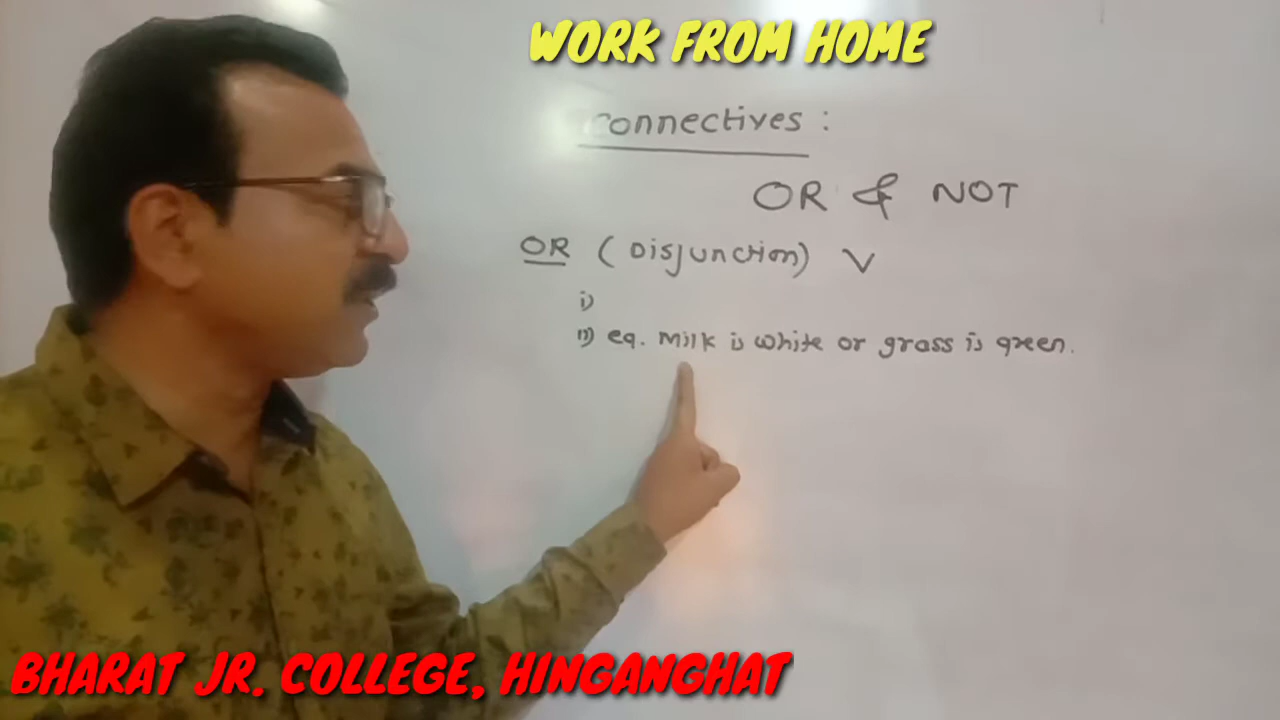 WORK FROM HOME
Connectives :
OR & NOT
OR ( Disjunction) ∨
i)
ii) eg. Milk is white or grass is green.
BHARAT JR. COLLEGE, HINGANGHAT